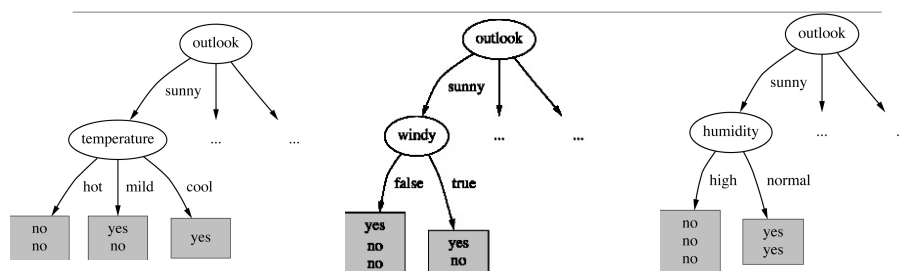 outlook
sunny
temperature
...
...
hot
mild
cool
no
no
yes
no
yes
outlook
sunny
windy
...
...
false
true
yes
no
no
yes
no
outlook
sunny
humidity
...
.
high
normal
no
no
no
yes
yes